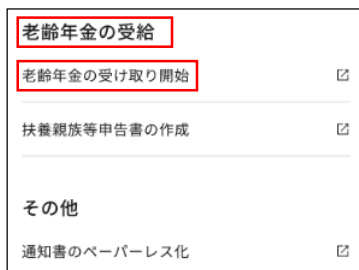 老齢年金の受給
老齢年金の受け取り開始
扶養親族等申告書の作成
その他
通知書のペーパーレス化